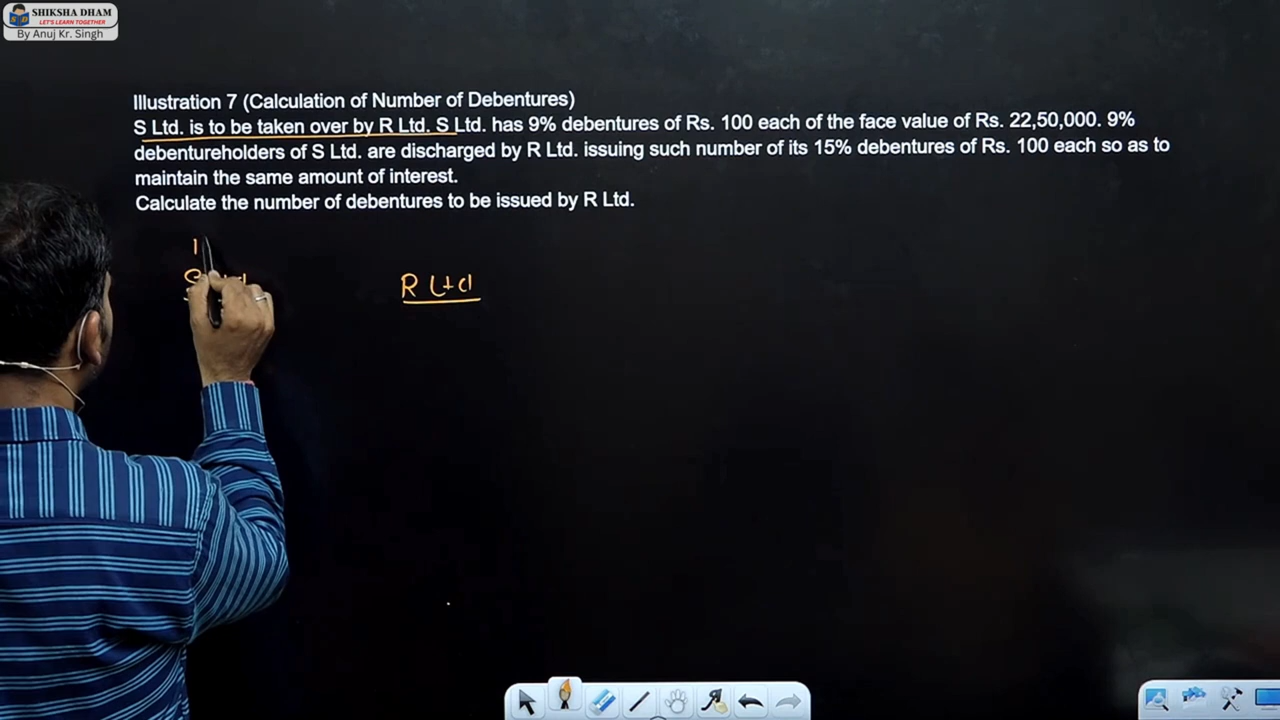 SHIKSHA DHAM
LET'S LEARN TOGETHER
By Anuj Kr. Singh
Illustration 7 (Calculation of Number of Debentures)
S Ltd. is to be taken over by R Ltd. S Ltd. has 9% debentures of Rs. 100 each of the face value of Rs. 22,50,000. 9%
debentureholders of S Ltd. are discharged by R Ltd. issuing such number of its 15% debentures of Rs. 100 each so as to
maintain the same amount of interest.
Calculate the number of debentures to be issued by R Ltd.
R Ltd